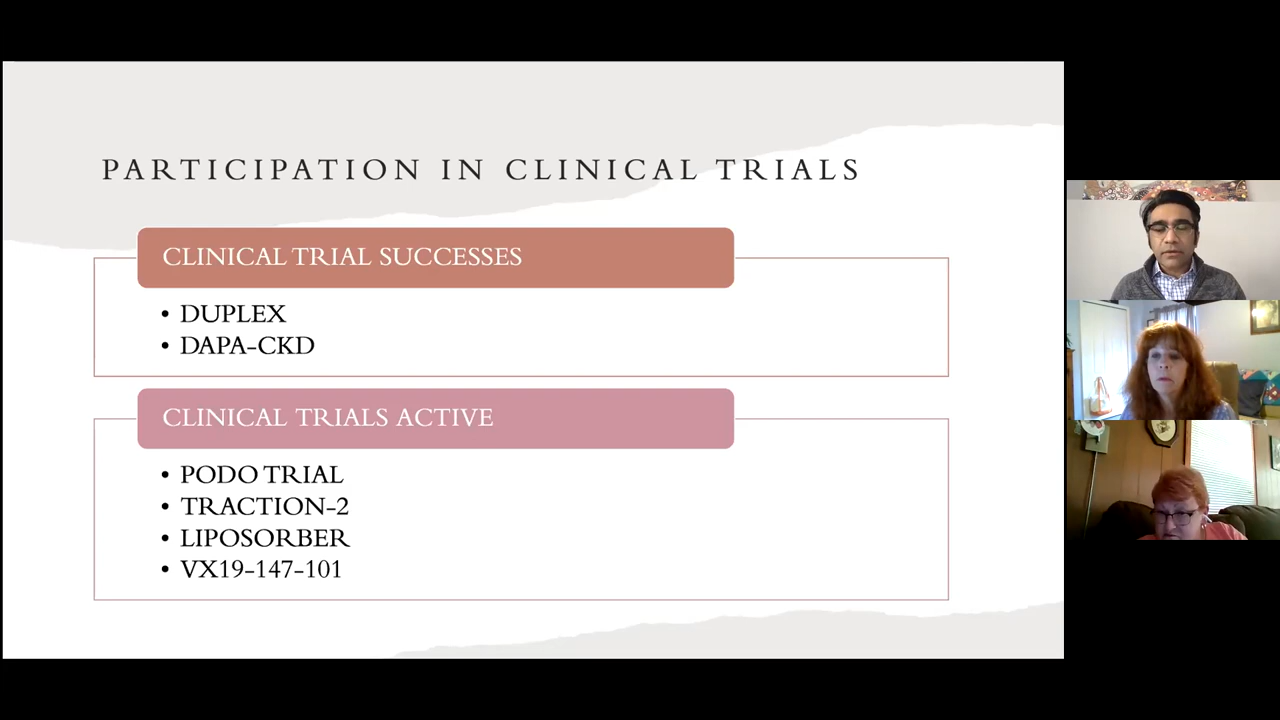 PARTICIPATION IN CLINICAL TRIALS
CLINICAL TRIAL SUCCESSES
• DUPLEX
• DAPA-CKD
CLINICAL TRIALS ACTIVE
• PODO TRIAL
• TRACTION-2
• LIPOSORBER
• VX19-147-101